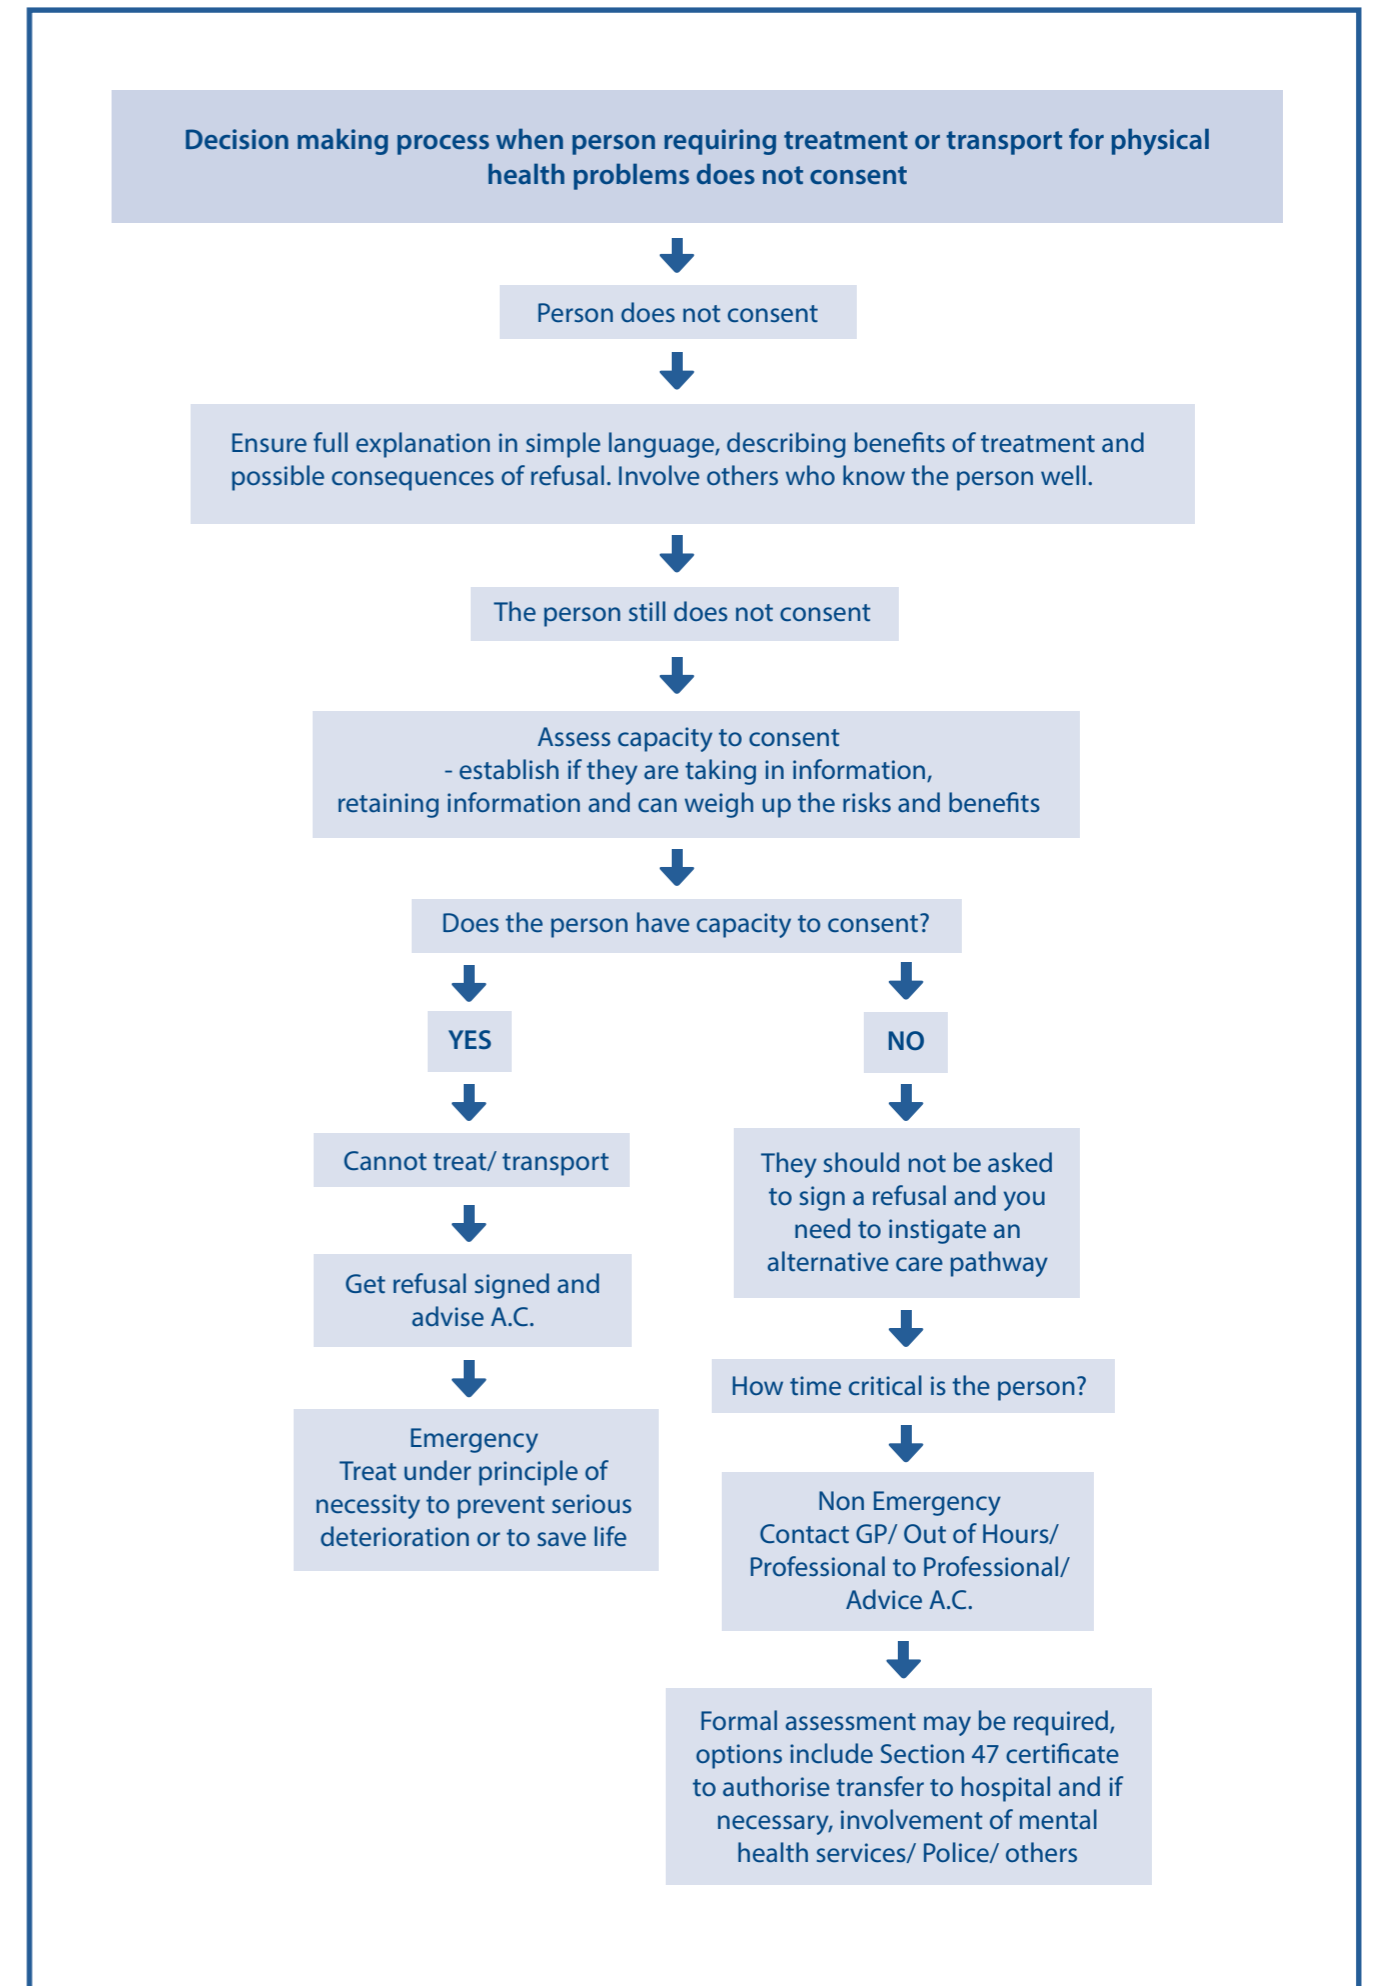 Decision making process when person requiring treatment or transport for physical
health problems does not consent
Person does not consent
Ensure full explanation in simple language, describing benefits of treatment and
possible consequences of refusal. Involve others who know the person well.
The person still does not consent
Assess capacity to consent
- establish if they are taking in information,
retaining information and can weigh up the risks and benefits
Does the person have capacity to consent?
YES
Cannot treat/ transport
Get refusal signed and
advise A.C.
Emergency
Treat under principle of
necessity to prevent serious
deterioration or to save life
NO
They should not be asked
to sign a refusal and you
need to instigate an
alternative care pathway
How time critical is the person?
Non Emergency
Contact GP/ Out of Hours/
Professional to Professional/
Advice A.C.
Formal assessment may be required,
options include Section 47 certificate
to authorise transfer to hospital and if
necessary, involvement of mental
health services/ Police/ others